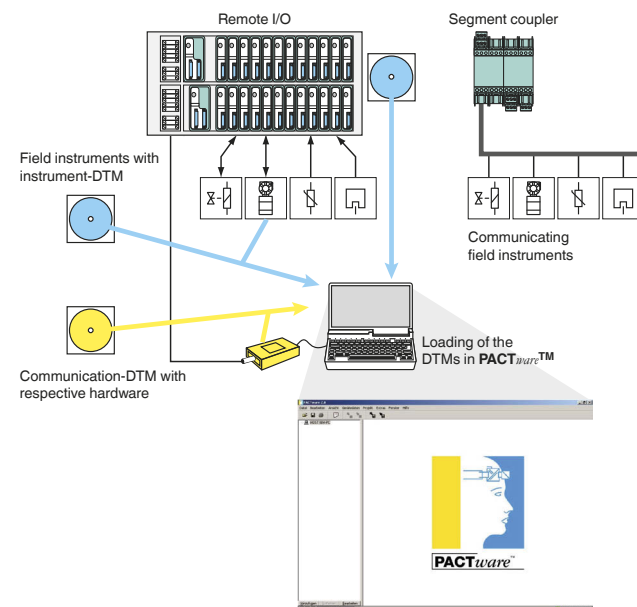 Remote I/O
Segment coupler
Field instruments with
instrument-DTM
Communicating
field instruments
Loading of the
DTMs in PACTware™
Communication-DTM with
respective hardware
PACTware™